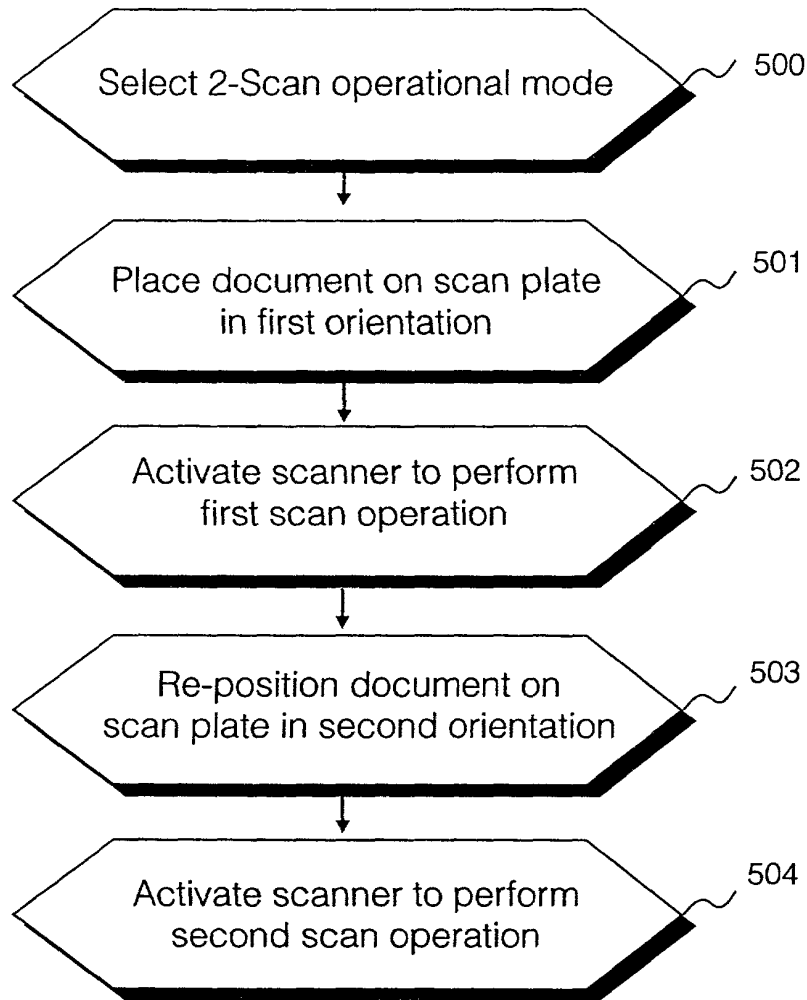 Select 2-Scan operational mode
500
Place document on scan plate
in first orientation
501
Activate scanner to perform
first scan operation
502
Re-position document on
scan plate in second orientation
503
Activate scanner to perform
second scan operation
504